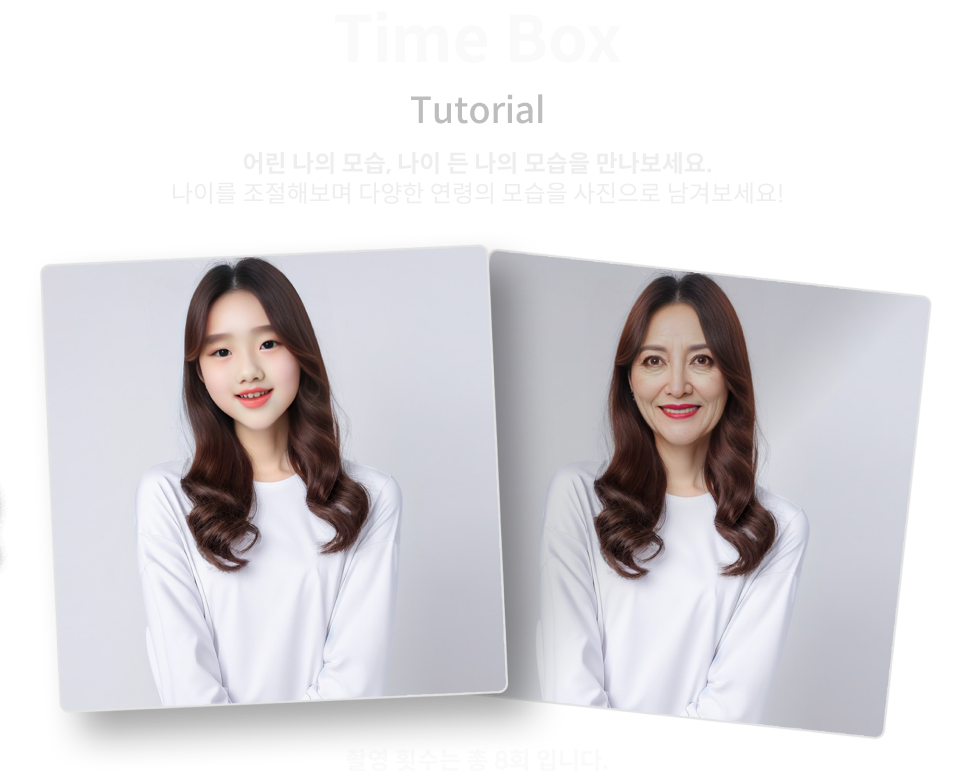 Time Box
Tutorial
어린 나의 모습, 나이 든 나의 모습을 만나보세요.
나이를 조절해보며 다양한 연령의 모습을 사진으로 남겨보세요!
촬영 횟수는 총 8회 입니다.